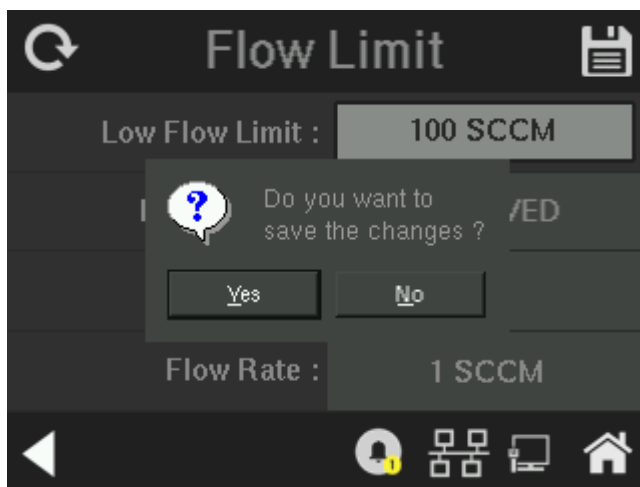 Flow Limit
Low Flow Limit : 100 SCCM
Do you want to
save the changes ?
Yes No
Flow Rate : 1 SCCM
1